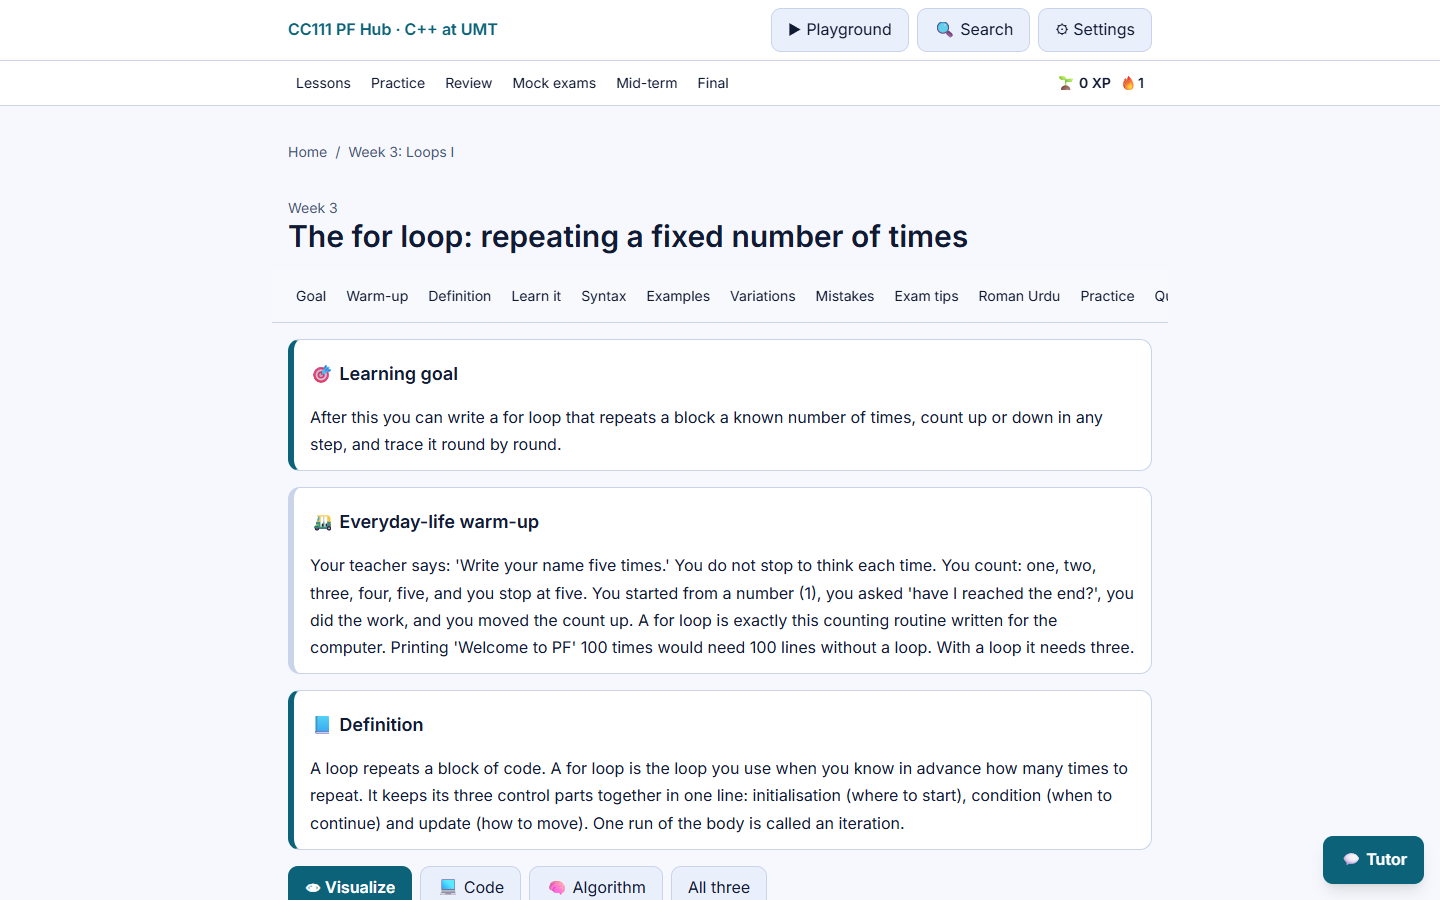 CC111 PF Hub · C++ at UMT
▶ Playground
🔍 Search
⚙ Settings
Lessons
Practice
Review
Mock exams
Mid-term
Final
🌱 0 XP
🔥 1
Home / Week 3: Loops I
Week 3
The for loop: repeating a fixed number of times
Goal
Warm-up
Definition
Learn it
Syntax
Examples
Variations
Mistakes
Exam tips
Roman Urdu
Practice
🎯 Learning goal
After this you can write a for loop that repeats a block a known number of times, count up or down in any
step, and trace it round by round.
🛺 Everyday-life warm-up
Your teacher says: 'Write your name five times.' You do not stop to think each time. You count: one, two,
three, four, five, and you stop at five. You started from a number (1), you asked 'have I reached the end?', you
did the work, and you moved the count up. A for loop is exactly this counting routine written for the
computer. Printing 'Welcome to PF' 100 times would need 100 lines without a loop. With a loop it needs three.
📘 Definition
A loop repeats a block of code. A for loop is the loop you use when you know in advance how many times to
repeat. It keeps its three control parts together in one line: initialisation (where to start), condition (when to
continue) and update (how to move). One run of the body is called an iteration.
👁 Visualize
💻 Code
🧠 Algorithm
All three
💬 Tutor